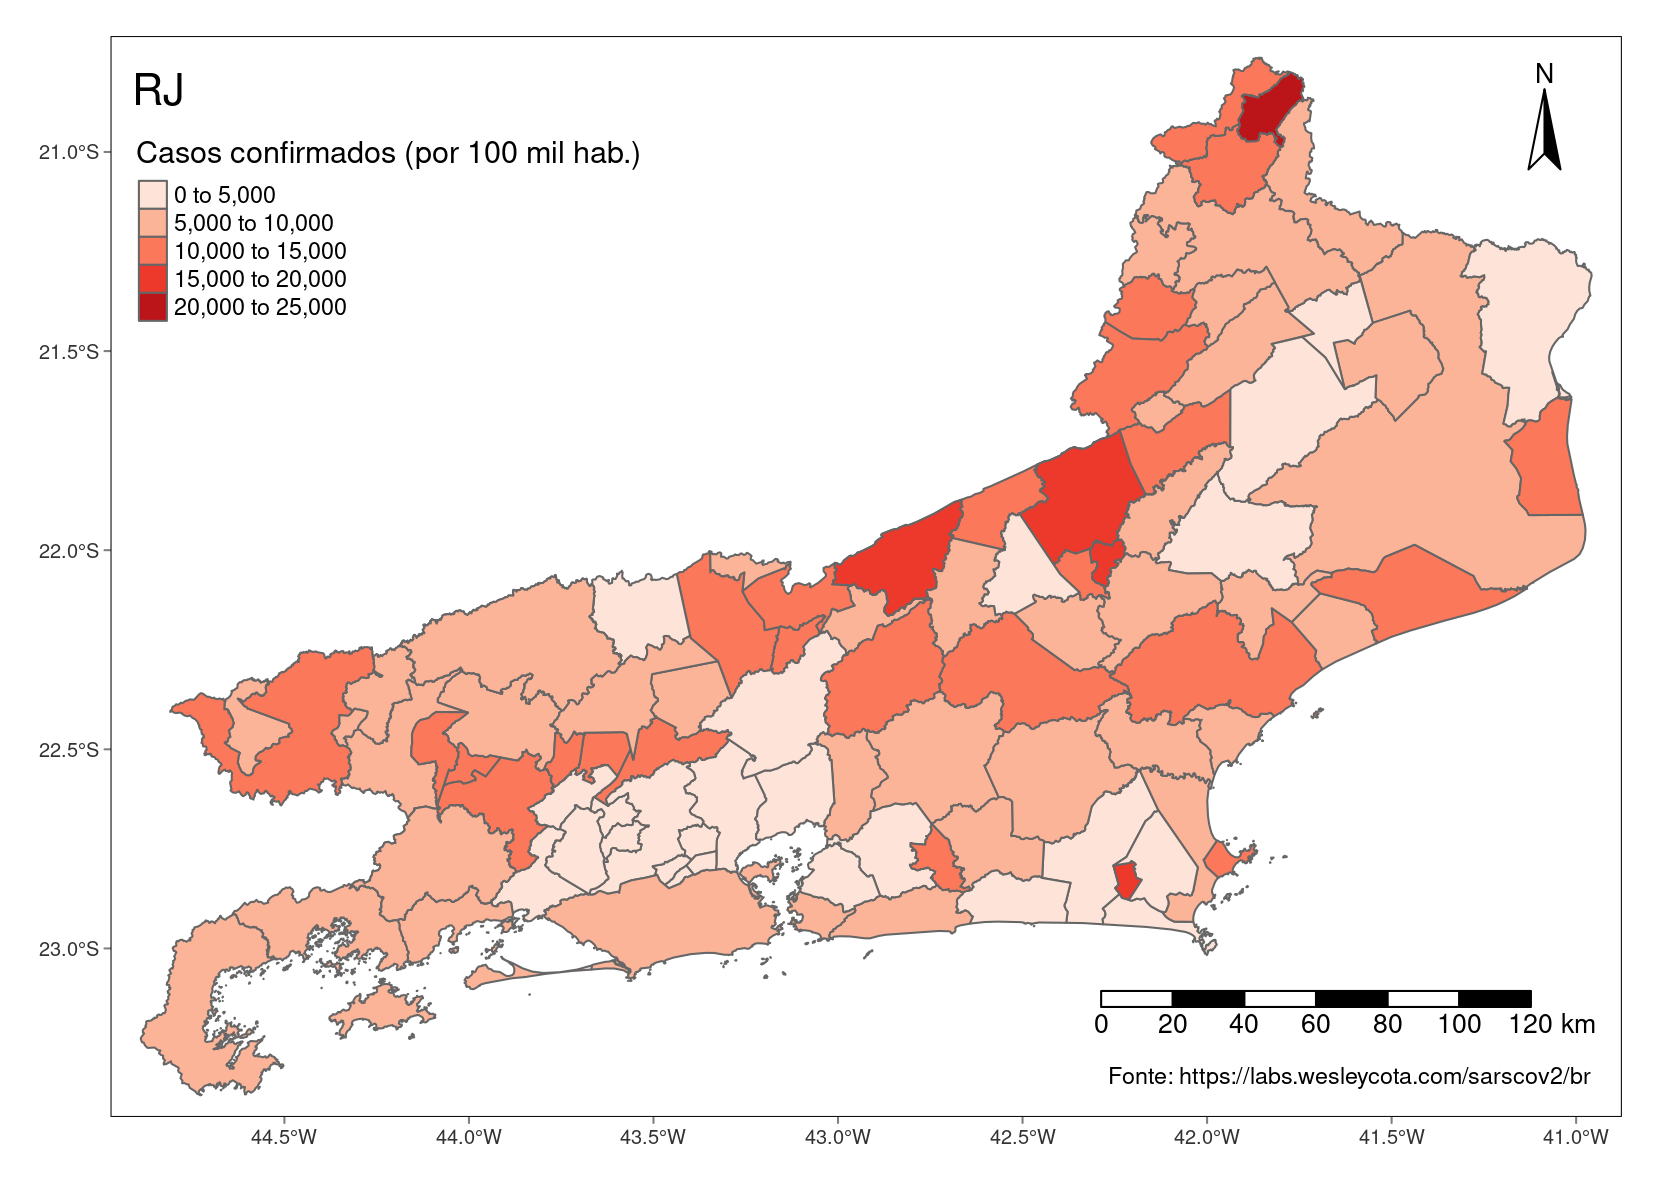 RJ
N
Casos confirmados (por 100 mil hab.)
0 to 5,000
5,000 to 10,000
10,000 to 15,000
15,000 to 20,000
20,000 to 25,000
21.0°S
21.5°S
22.0°S
22.5°S
23.0°S
0 20 40 60 80 100 120 km
Fonte: https://labs.wesleycota.com/sarscov2/br
44.5°W 44.0°W 43.5°W 43.0°W 42.5°W 42.0°W 41.5°W 41.0°W